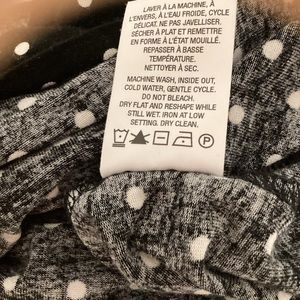 LAVER À LA MACHINE, À
L'ENVERS, À L'EAU FROIDE, CYCLE
DÉLICAT. NE PAS JAVELLISER.
SÉCHER À PLAT ET REMETTRE
EN FORME À L'ÉTAT MOUILLÉ.
REPASSER À BASSE
TEMPÉRATURE.
NETTOYER À SEC.
MACHINE WASH, INSIDE OUT,
COLD WATER, GENTLE CYCLE.
DO NOT BLEACH.
DRY FLAT AND RESHAPE WHILE
STILL WET. IRON AT LOW
SETTING. DRY CLEAN.